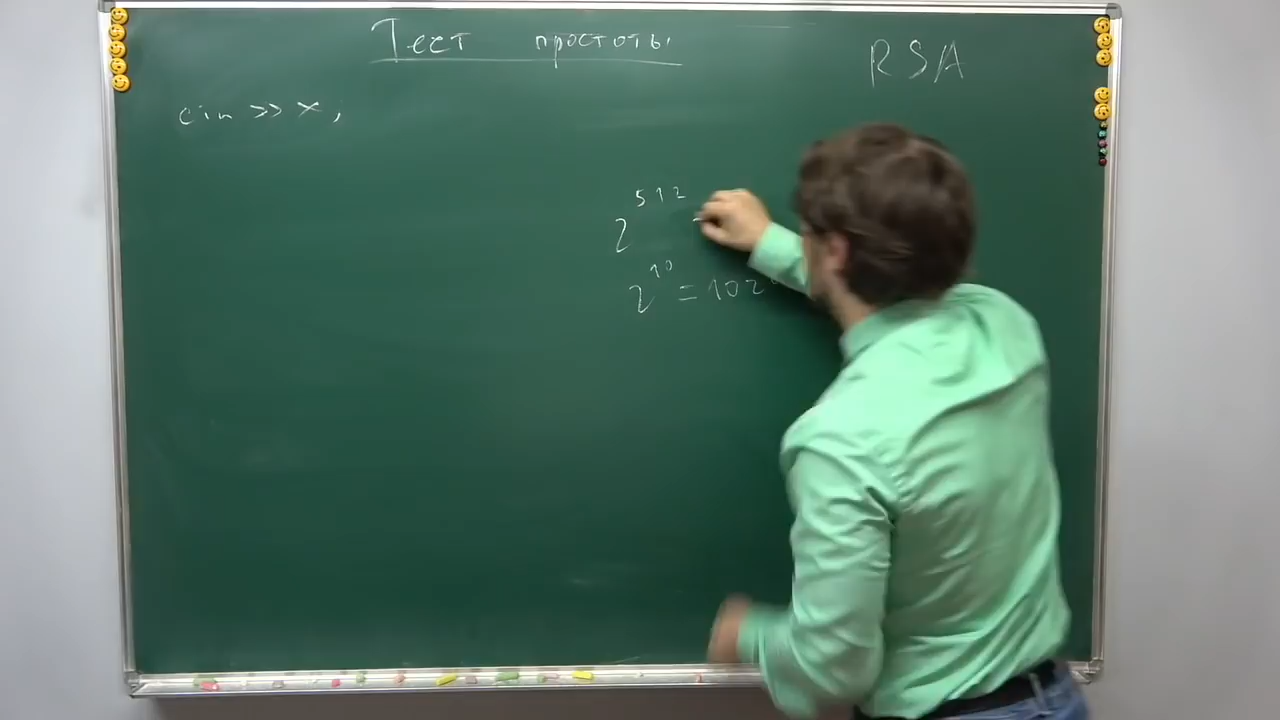 Тест простоты
RSA
cin >> x,
2^512
2^10 = 102